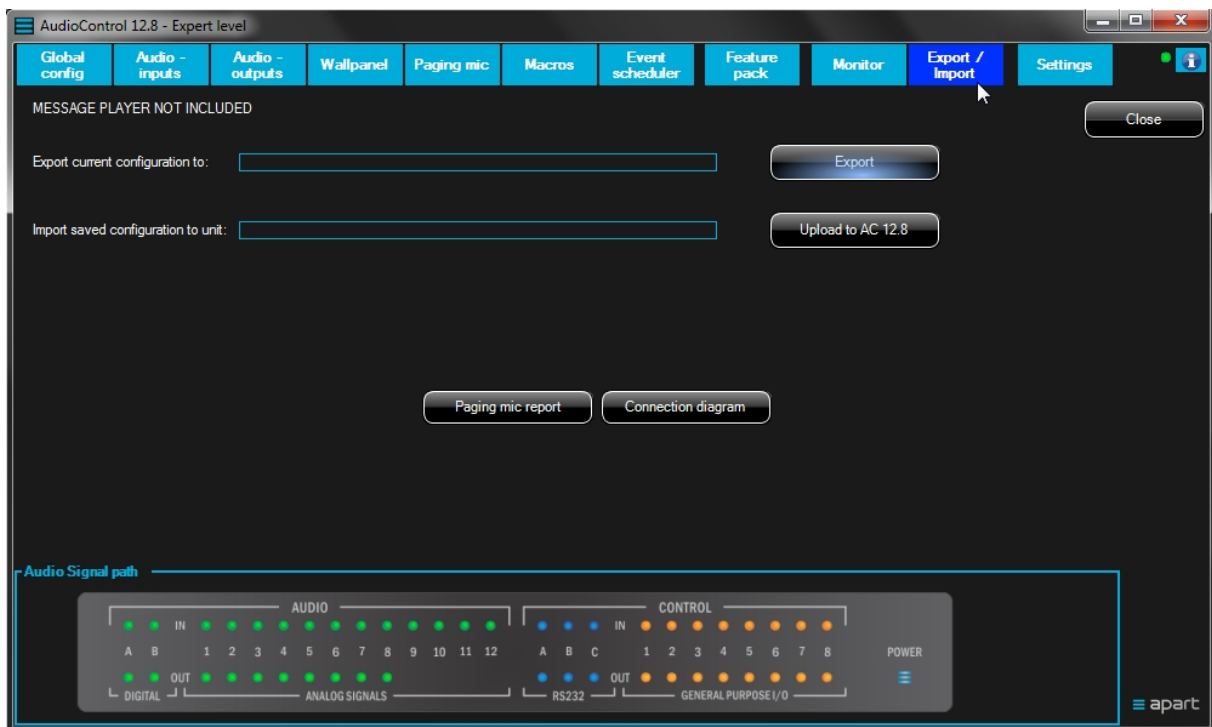 AudioControl 12.8 - Expert level
Global config
Audio - inputs
Audio - outputs
Wallpanel
Paging mic
Macros
Event scheduler
Feature pack
Monitor
Export / Import
Settings
MESSAGE PLAYER NOT INCLUDED
Close
Export current configuration to:
Export
Import saved configuration to unit:
Upload to AC 12.8
Paging mic report
Connection diagram
Audio Signal path
AUDIO
CONTROL
IN
IN
A B 1 2 3 4 5 6 7 8 9 10 11 12 A B C 1 2 3 4 5 6 7 8 POWER
OUT
OUT
DIGITAL
ANALOG SIGNALS
RS232
GENERAL PURPOSE I/O
apart